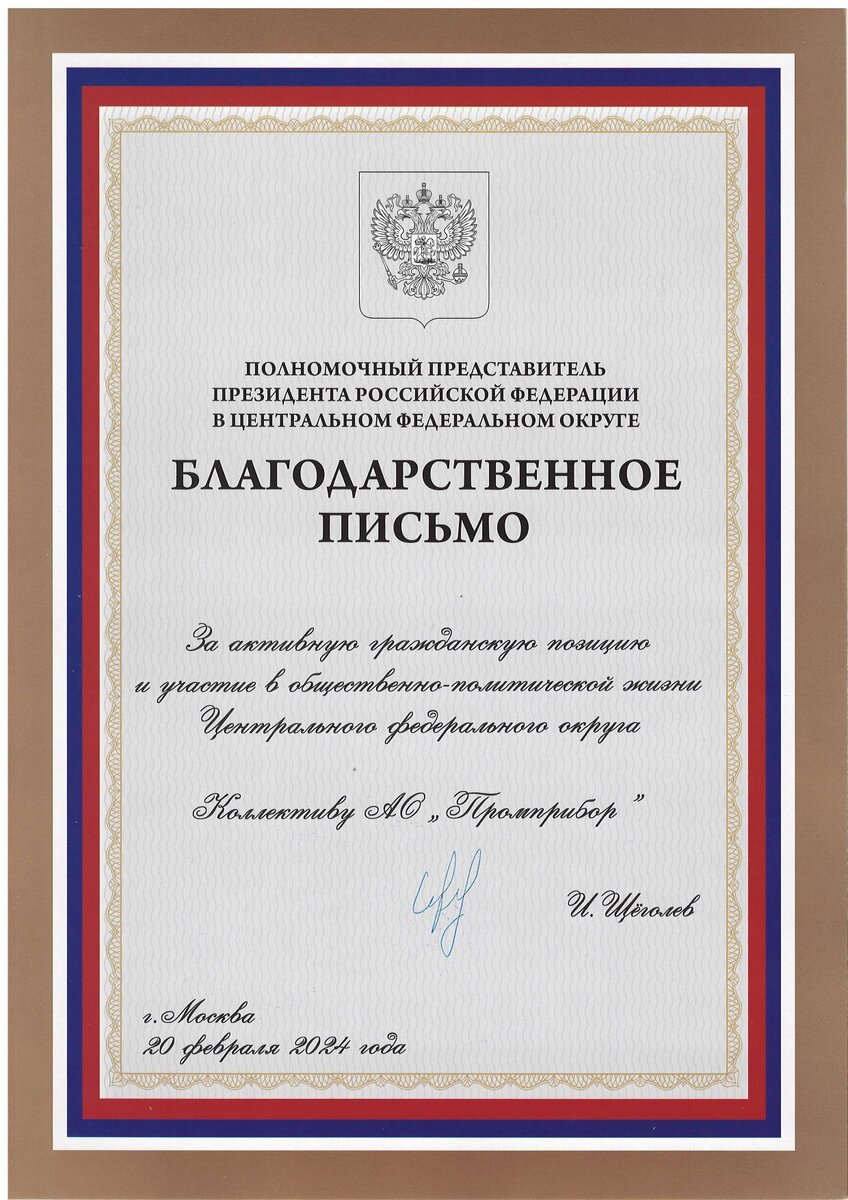 ПОЛНОМОЧНЫЙ ПРЕДСТАВИТЕЛЬ
ПРЕЗИДЕНТА РОССИЙСКОЙ ФЕДЕРАЦИИ
В ЦЕНТРАЛЬНОМ ФЕДЕРАЛЬНОМ ОКРУГЕ
БЛАГОДАРСТВЕННОЕ
ПИСЬМО
За активную гражданскую позицию
и участие в общественно-политической жизни
Центрального федерального округа
Коллективу АО „Промприбор”
И. Щёголев
г. Москва
20 февраля 2024 года